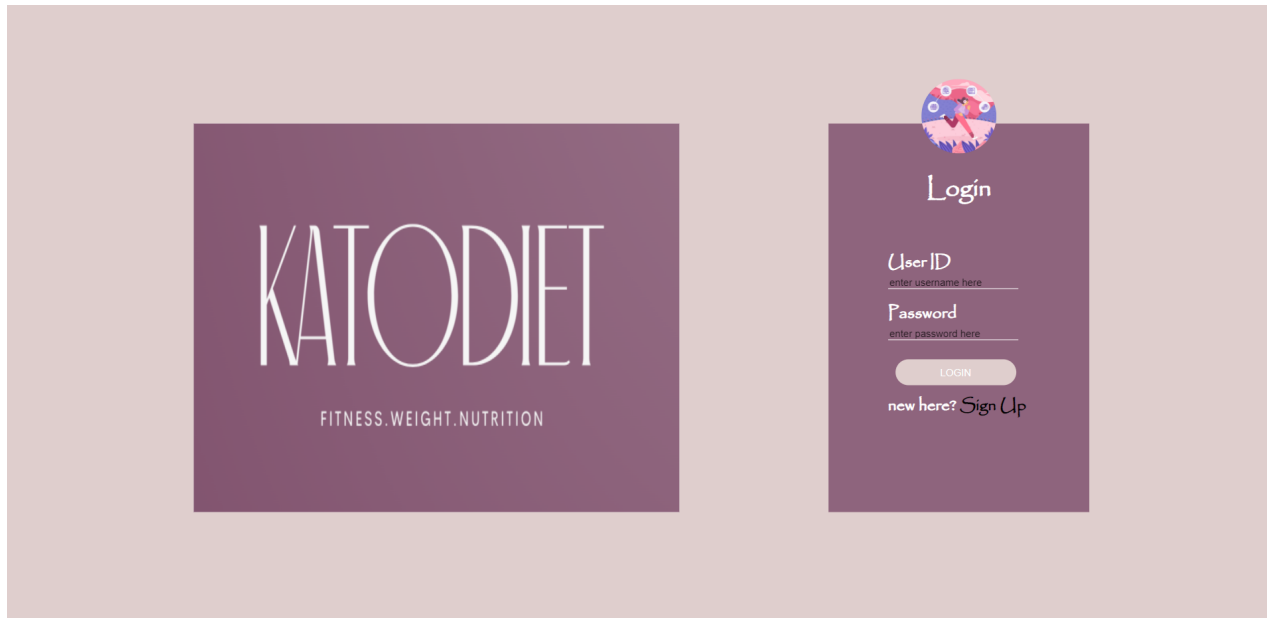 KATODIET
FITNESS.WEIGHT.NUTRITION
Login
User ID
enter username here
Password
enter password here
LOGIN
new here? Sign Up